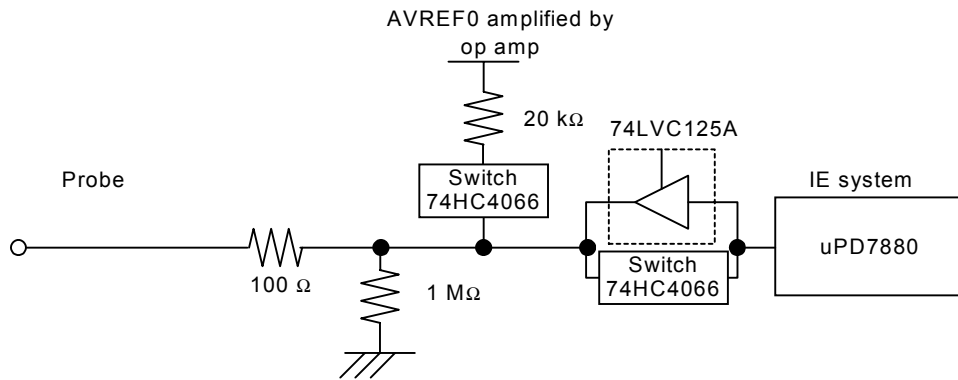 AVREF0 amplified by
op amp
20 kΩ
74LVC125A
Probe
Switch
74HC4066
IE system
uPD7880
100 Ω
1 MΩ
Switch
74HC4066